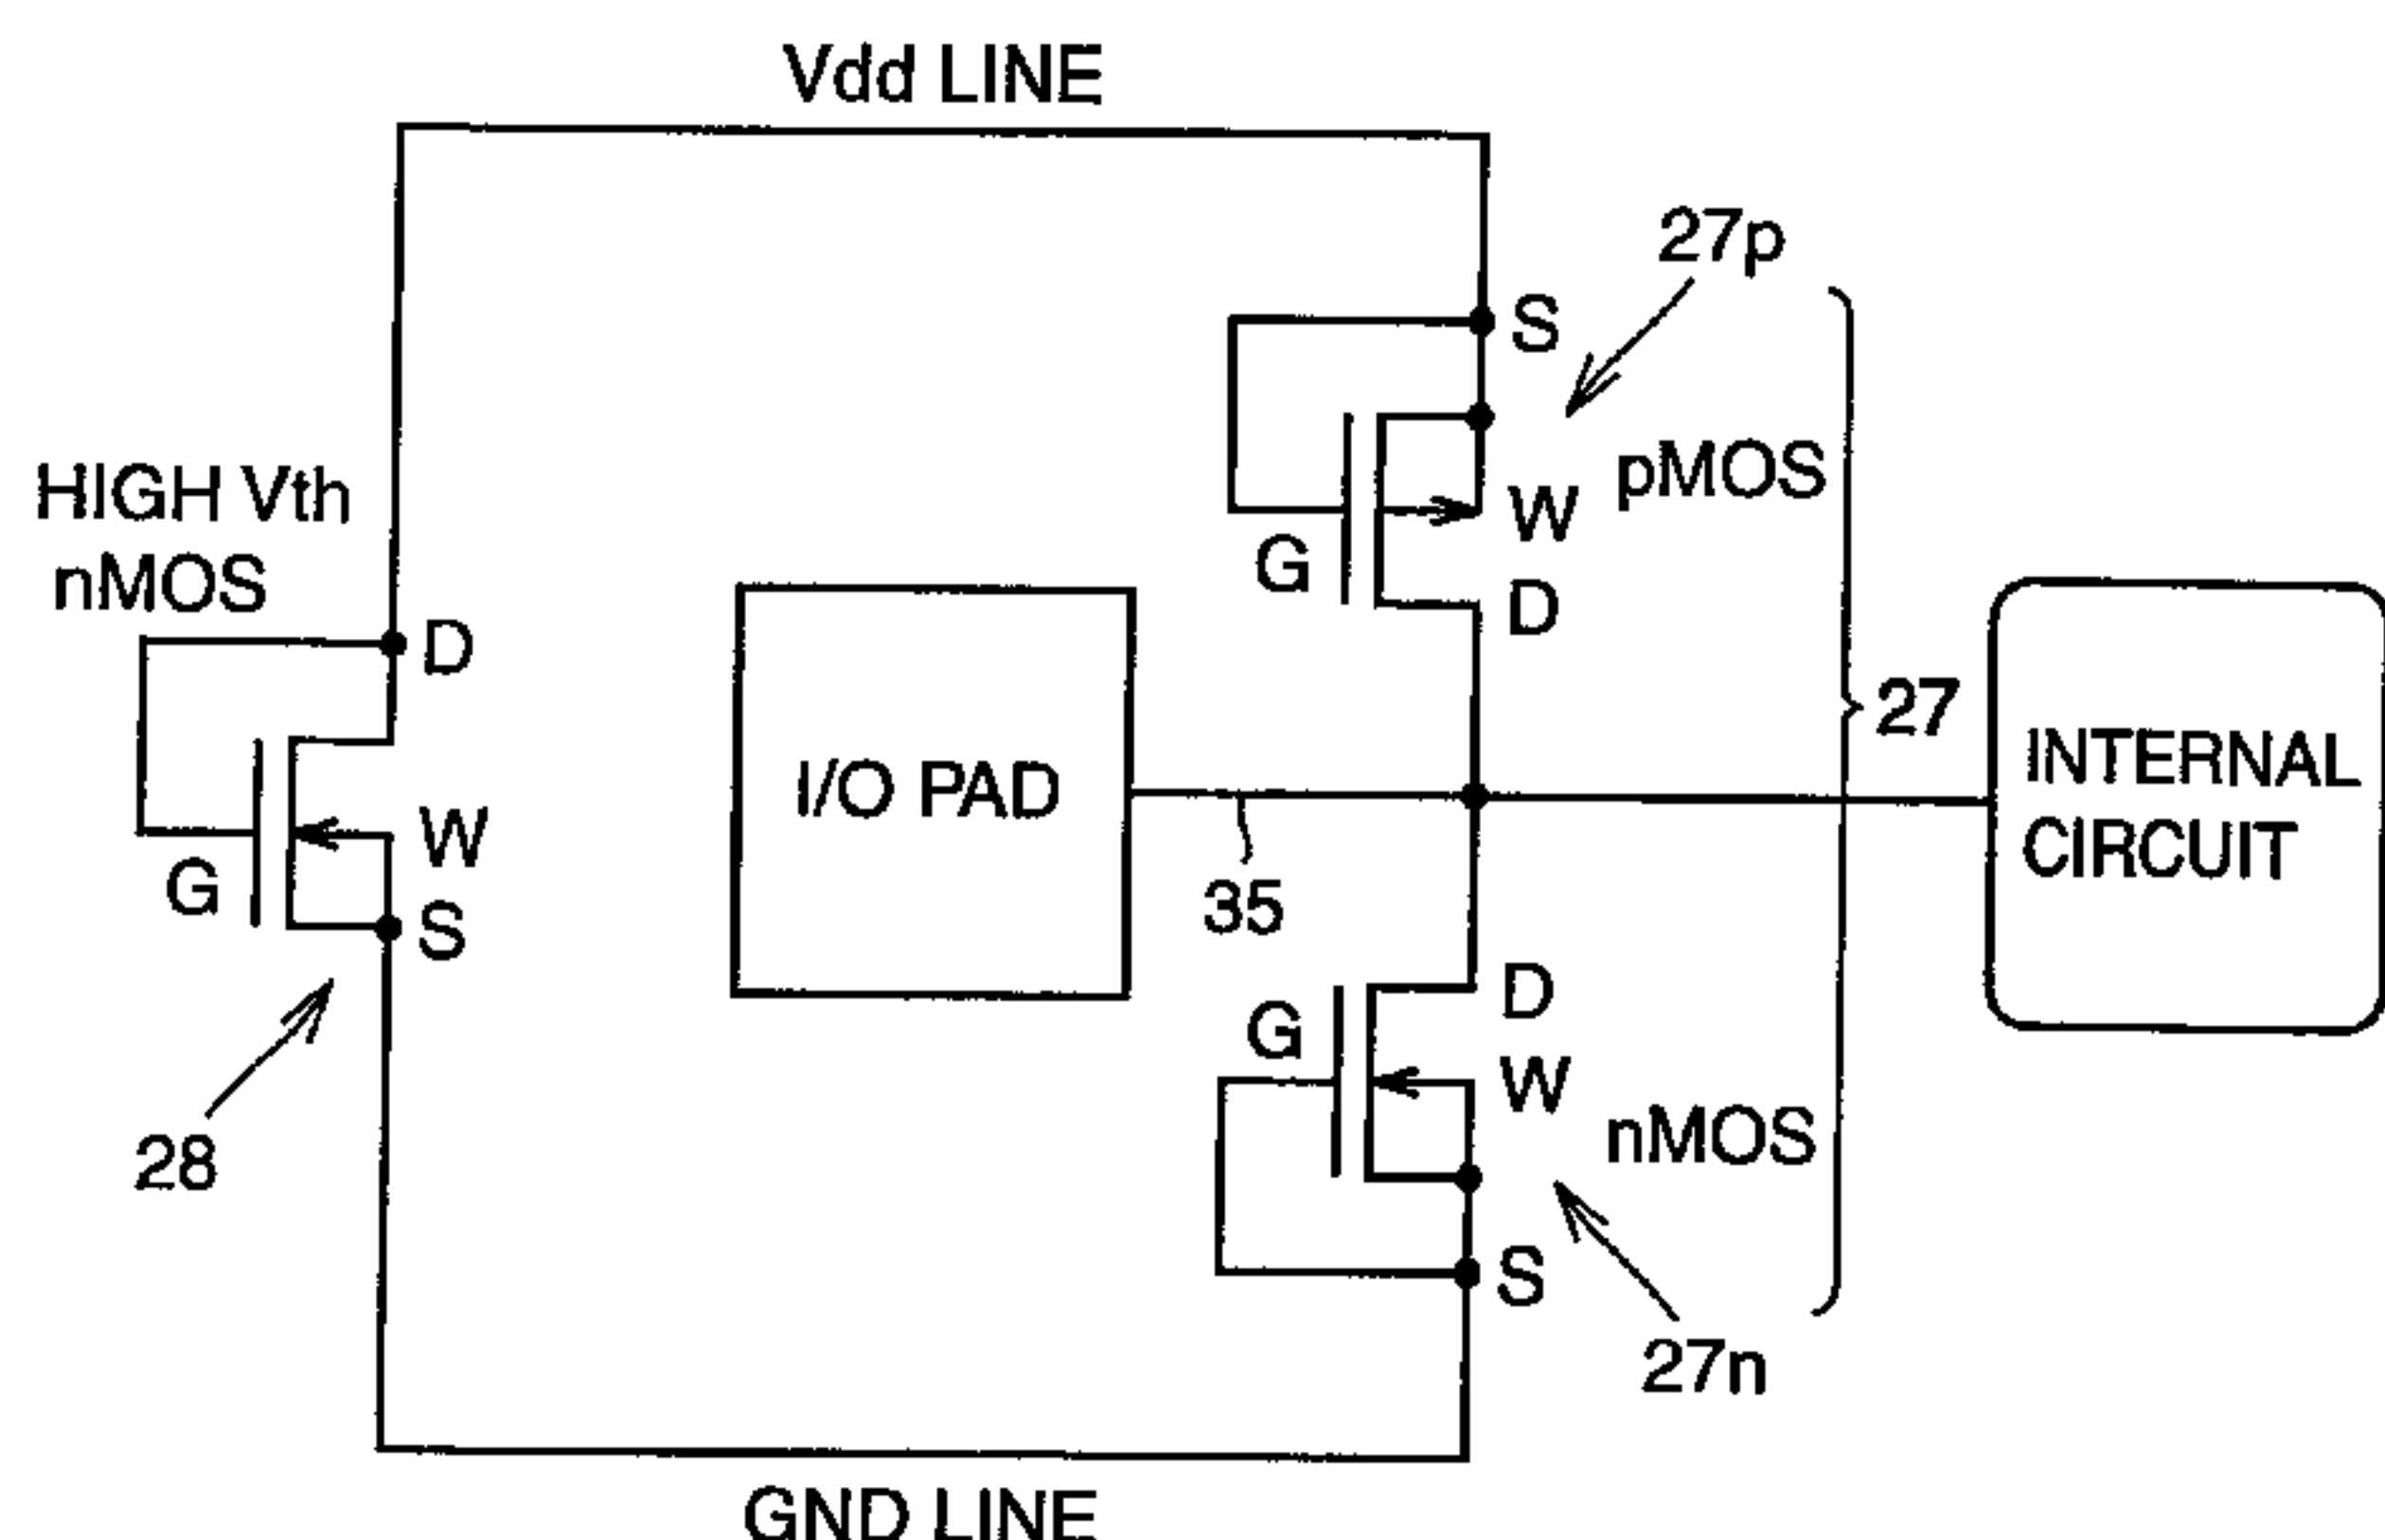 Vdd LINE
27p
S
HIGH Vth
nMOS
pMOS
W
G
D
D
27
I/O PAD
INTERNAL
CIRCUIT
W
G
S
35
D
G
W
nMOS
28
S
27n
GND LINE